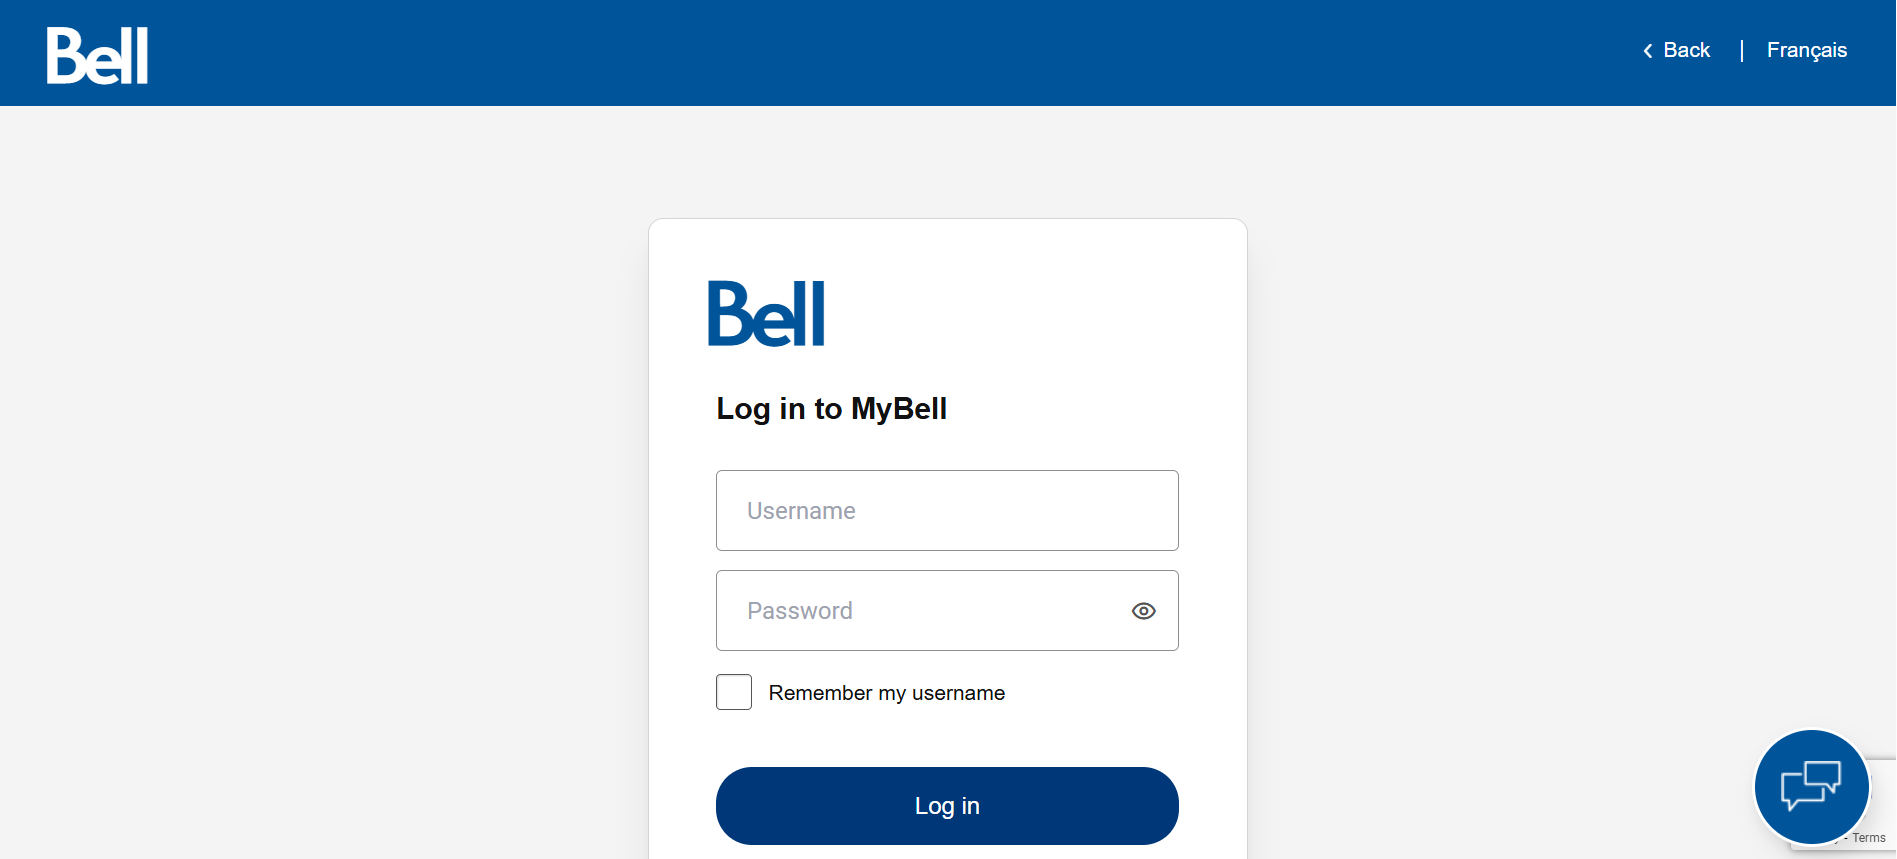 Bell
Back
Français
Bell
Log in to MyBell
Username
Password
Remember my username
Log in
- Terms